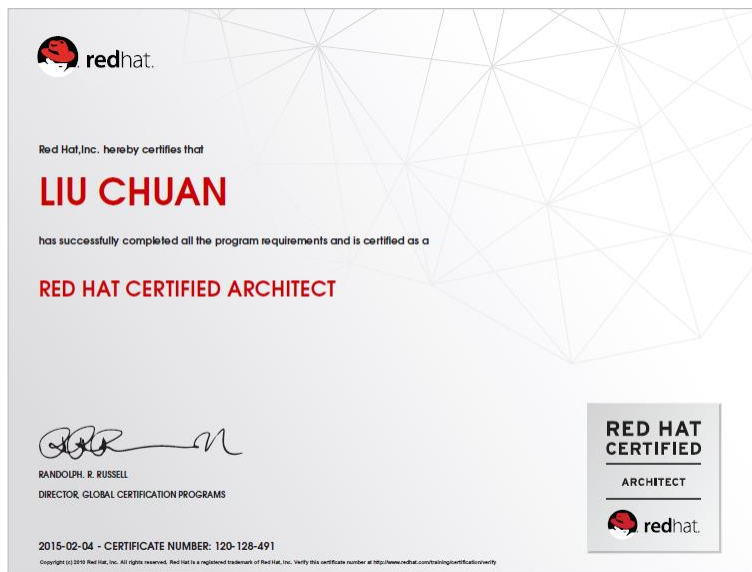 redhat.
Red Hat,Inc. hereby certifies that
LIU CHUAN
has successfully completed all the program requirements and is certified as a
RED HAT CERTIFIED ARCHITECT
RANDOLPH. R. RUSSELL
DIRECTOR, GLOBAL CERTIFICATION PROGRAMS
2015-02-04 - CERTIFICATE NUMBER: 120-128-491
Copyright (c) 2010 Red Hat, Inc. All rights reserved. Red Hat is a registered trademark of Red Hat, Inc. Verify this certificate number at http://www.redhat.com/training/certification/verify
RED HAT
CERTIFIED
ARCHITECT
redhat.